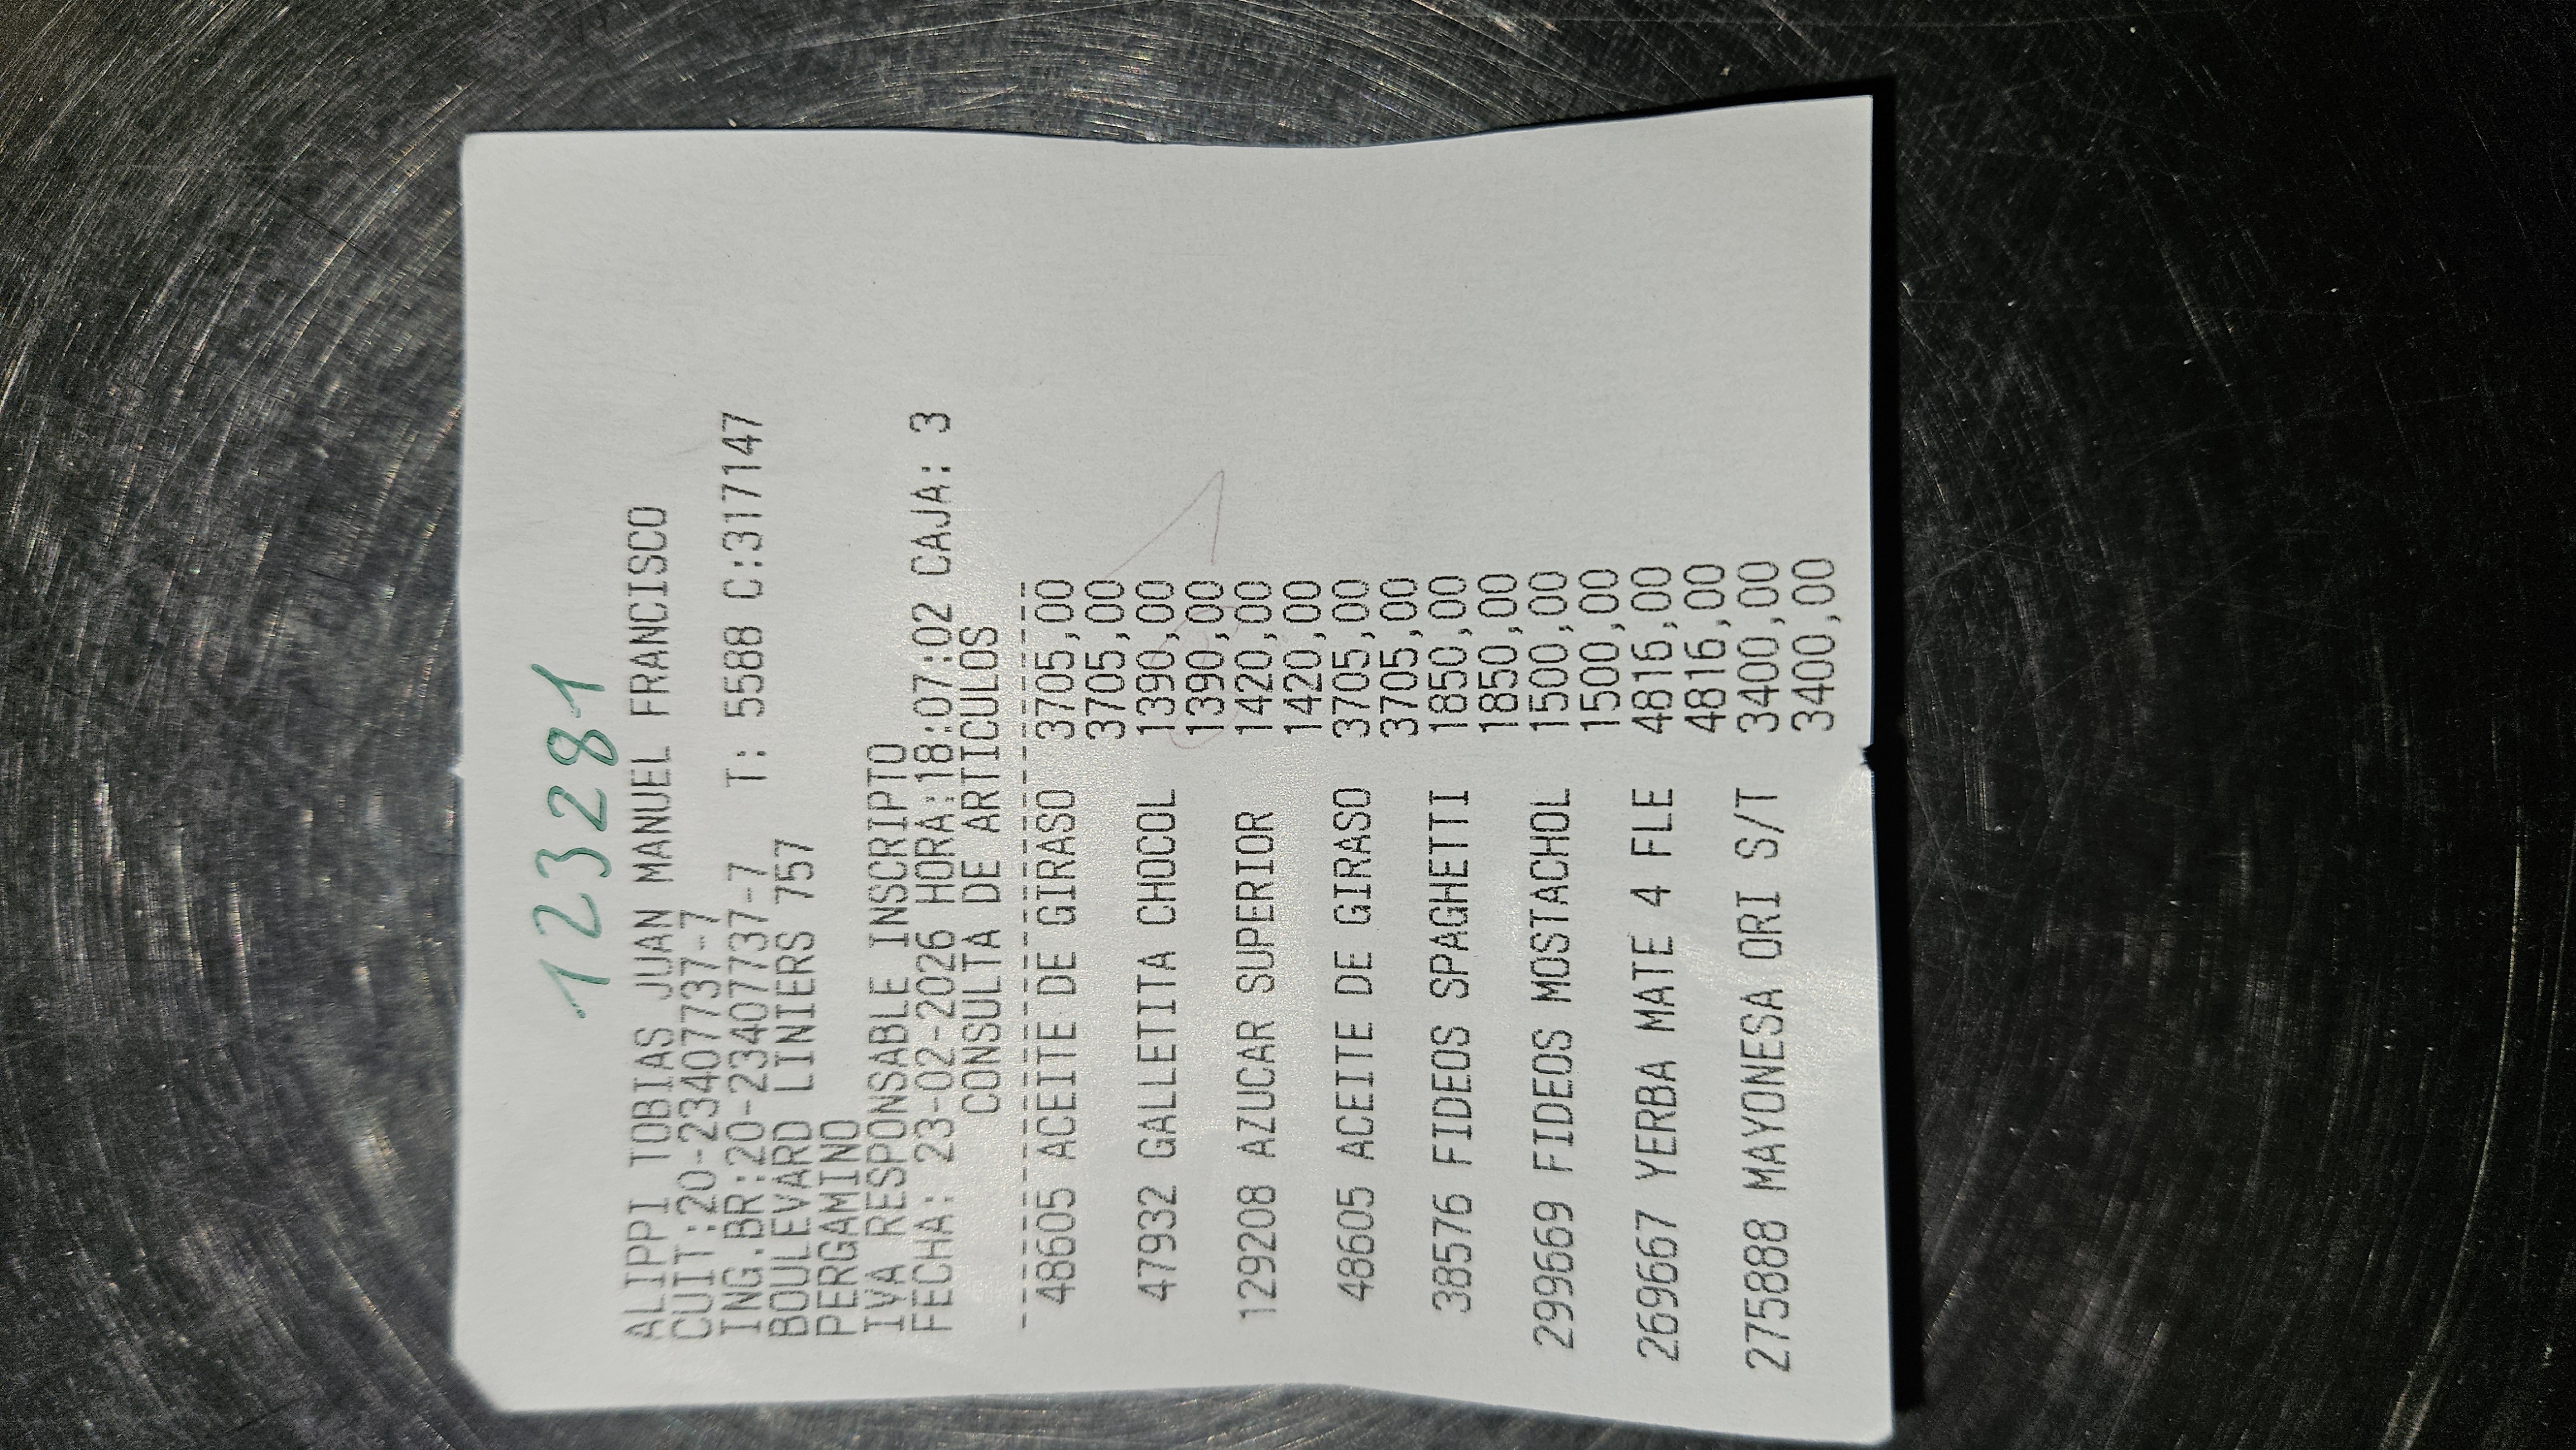 123281
ALIPPI TOBIAS JUAN MANUEL FRANCISCO
CUIT:20-23407737-7
ING.BR:20-23407737-7 T: 5588 C:317147
BOULEVARD LINIERS 757
PERGAMINO
IVA RESPONSABLE INSCRIPTO
FECHA: 23-02-2026 HORA:18:07:02 CAJA: 3
CONSULTA DE ARTICULOS
48605 ACEITE DE GIRASO 3705,00
3705,00
47932 GALLETITA CHOCOL 1390,00
1390,00
129208 AZUCAR SUPERIOR 1420,00
1420,00
48605 ACEITE DE GIRASO 3705,00
3705,00
38576 FIDEOS SPAGHETTI 1850,00
1850,00
299669 FIDEOS MOSTACHOL 1500,00
1500,00
269667 YERBA MATE 4 FLE 4816,00
4816,00
275888 MAYONESA ORI S/T 3400,00
3400,00